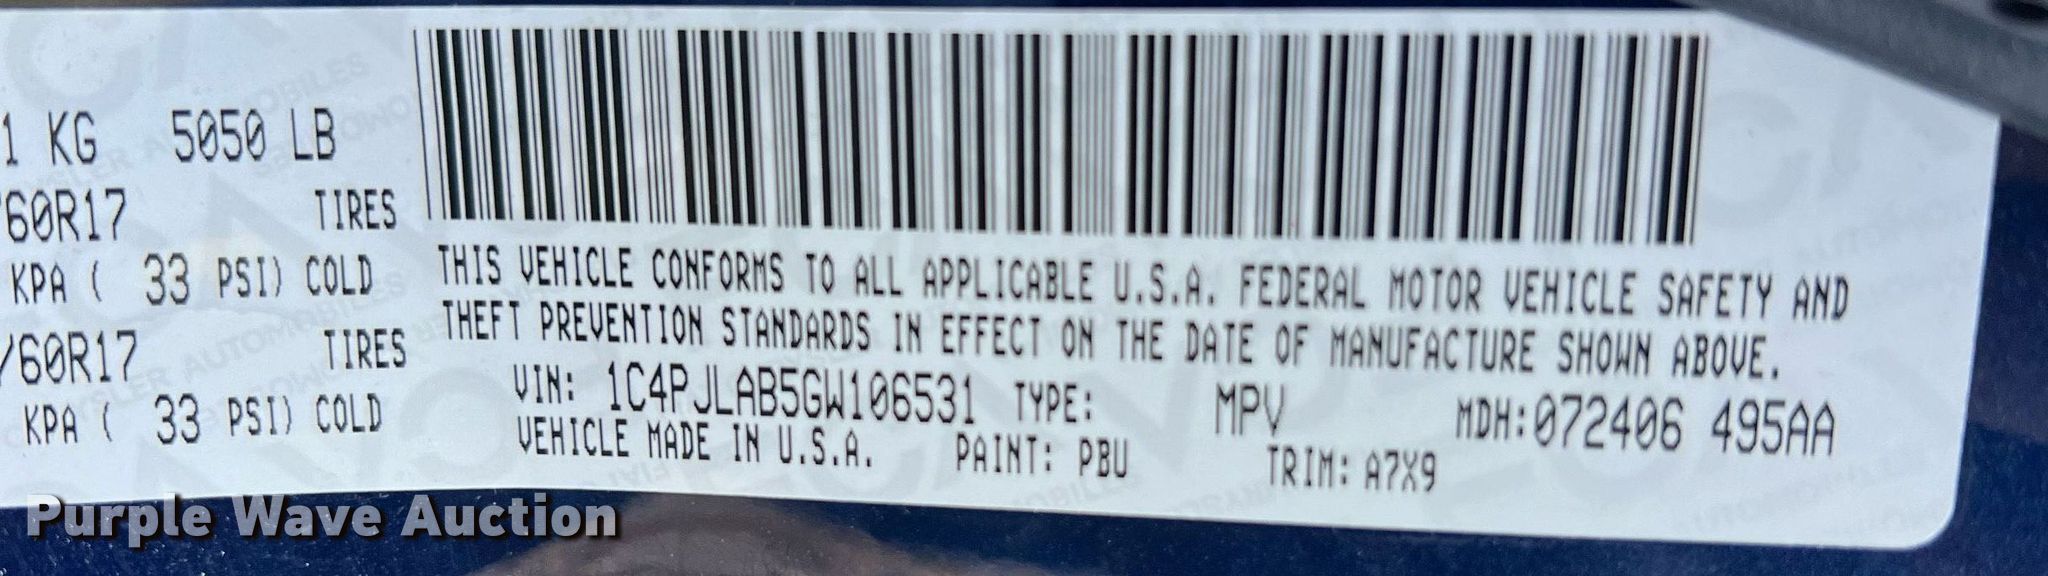 1 KG 5050 LB
/60R17 TIRES
KPA ( 33 PSI) COLD
/60R17 TIRES
KPA ( 33 PSI) COLD
THIS VEHICLE CONFORMS TO ALL APPLICABLE U.S.A. FEDERAL MOTOR VEHICLE SAFETY AND
THEFT PREVENTION STANDARDS IN EFFECT ON THE DATE OF MANUFACTURE SHOWN ABOVE.
VIN: 1C4PJLAB5GW106531 TYPE: MPV MDH:072406 495AA
VEHICLE MADE IN U.S.A. PAINT: PBU TRIM: A7X9
Purple Wave Auction